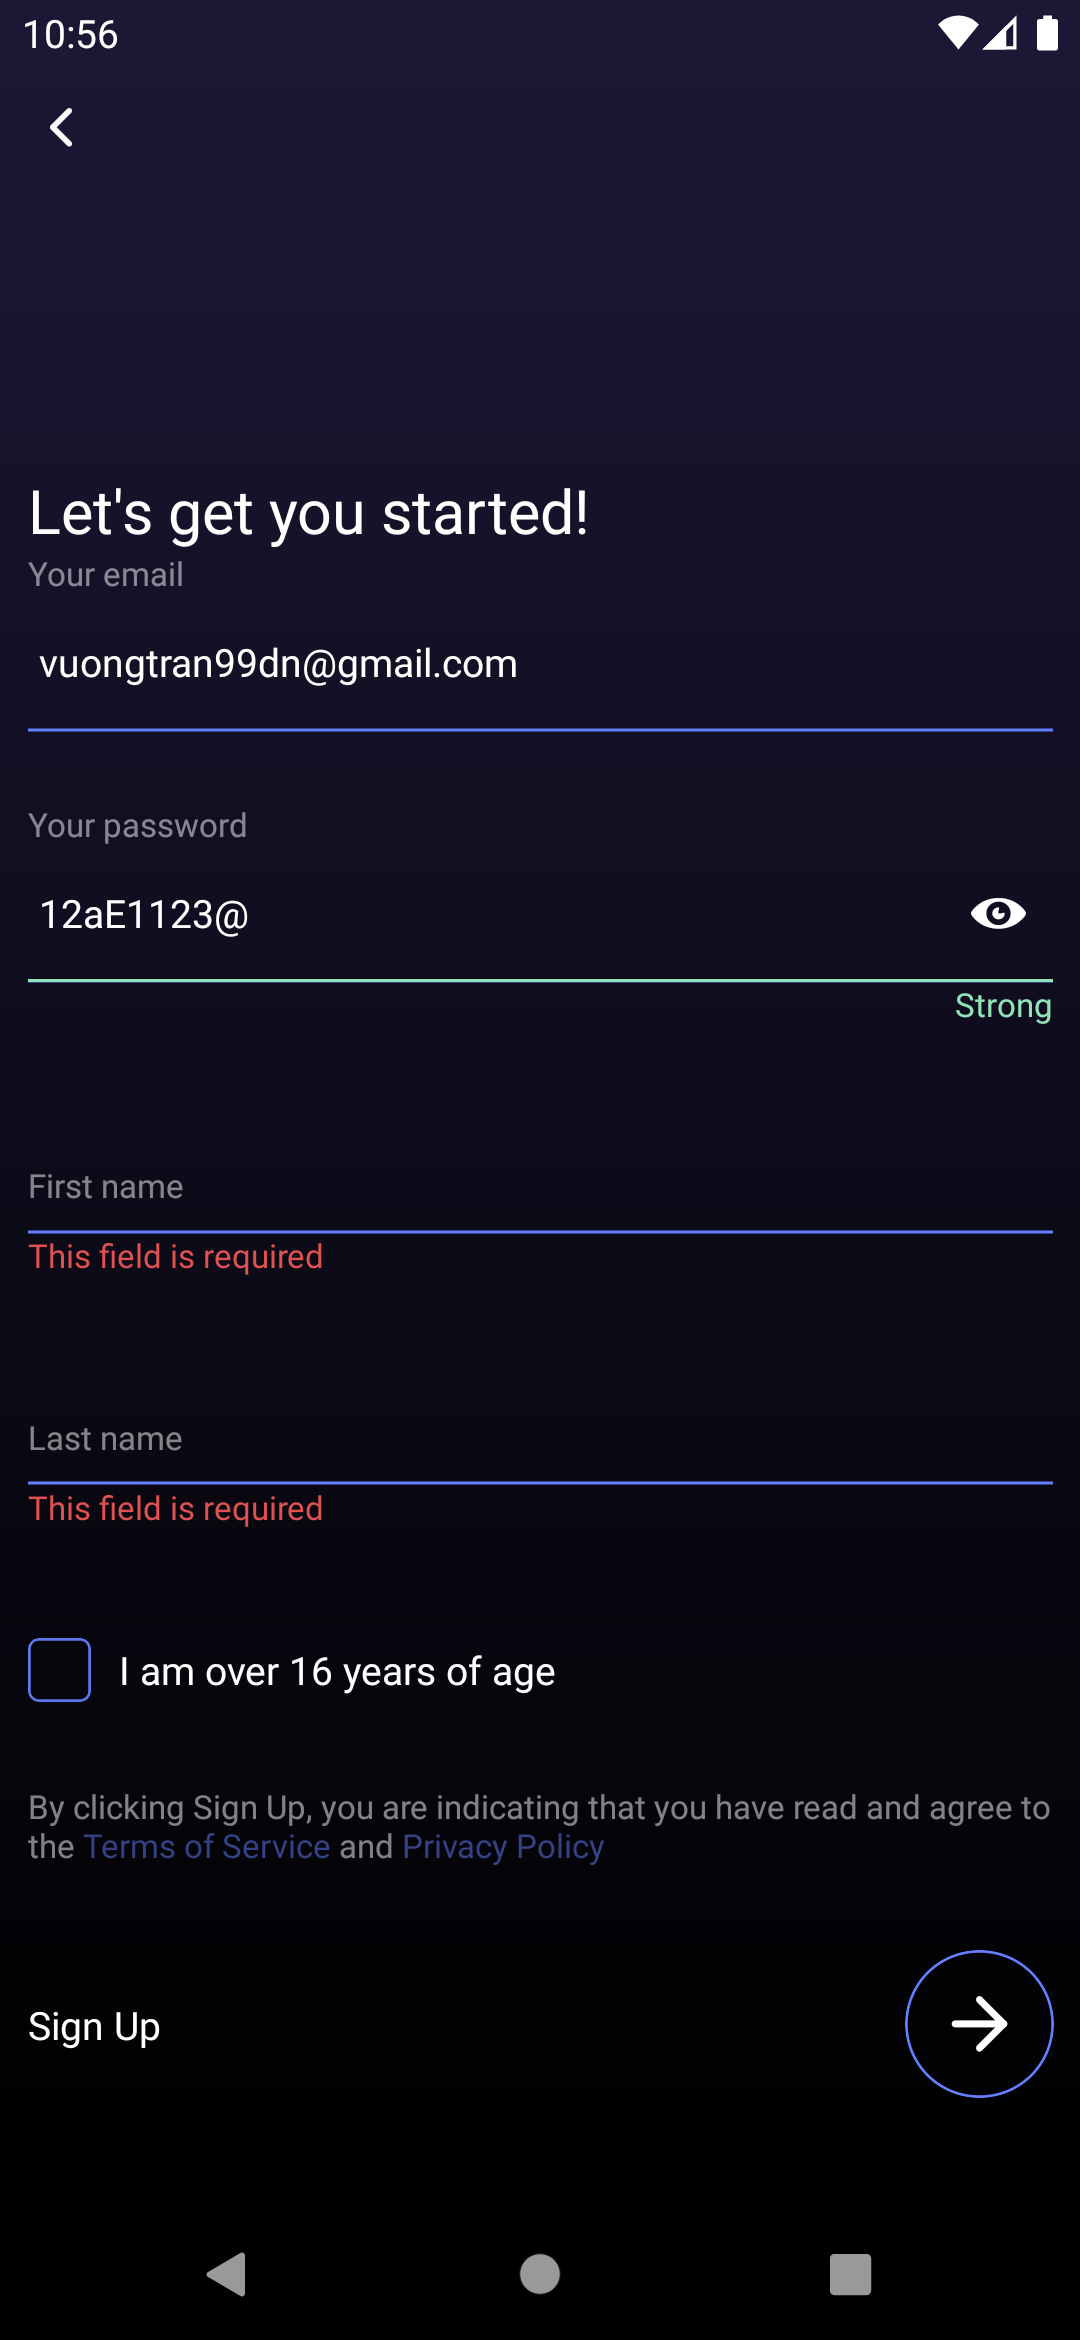 10:56
Let's get you started!
Your email
vuongtran99dn@gmail.com
Your password
12aE1123@
Strong
First name
This field is required
Last name
This field is required
I am over 16 years of age
By clicking Sign Up, you are indicating that you have read and agree to
the Terms of Service and Privacy Policy
Sign Up